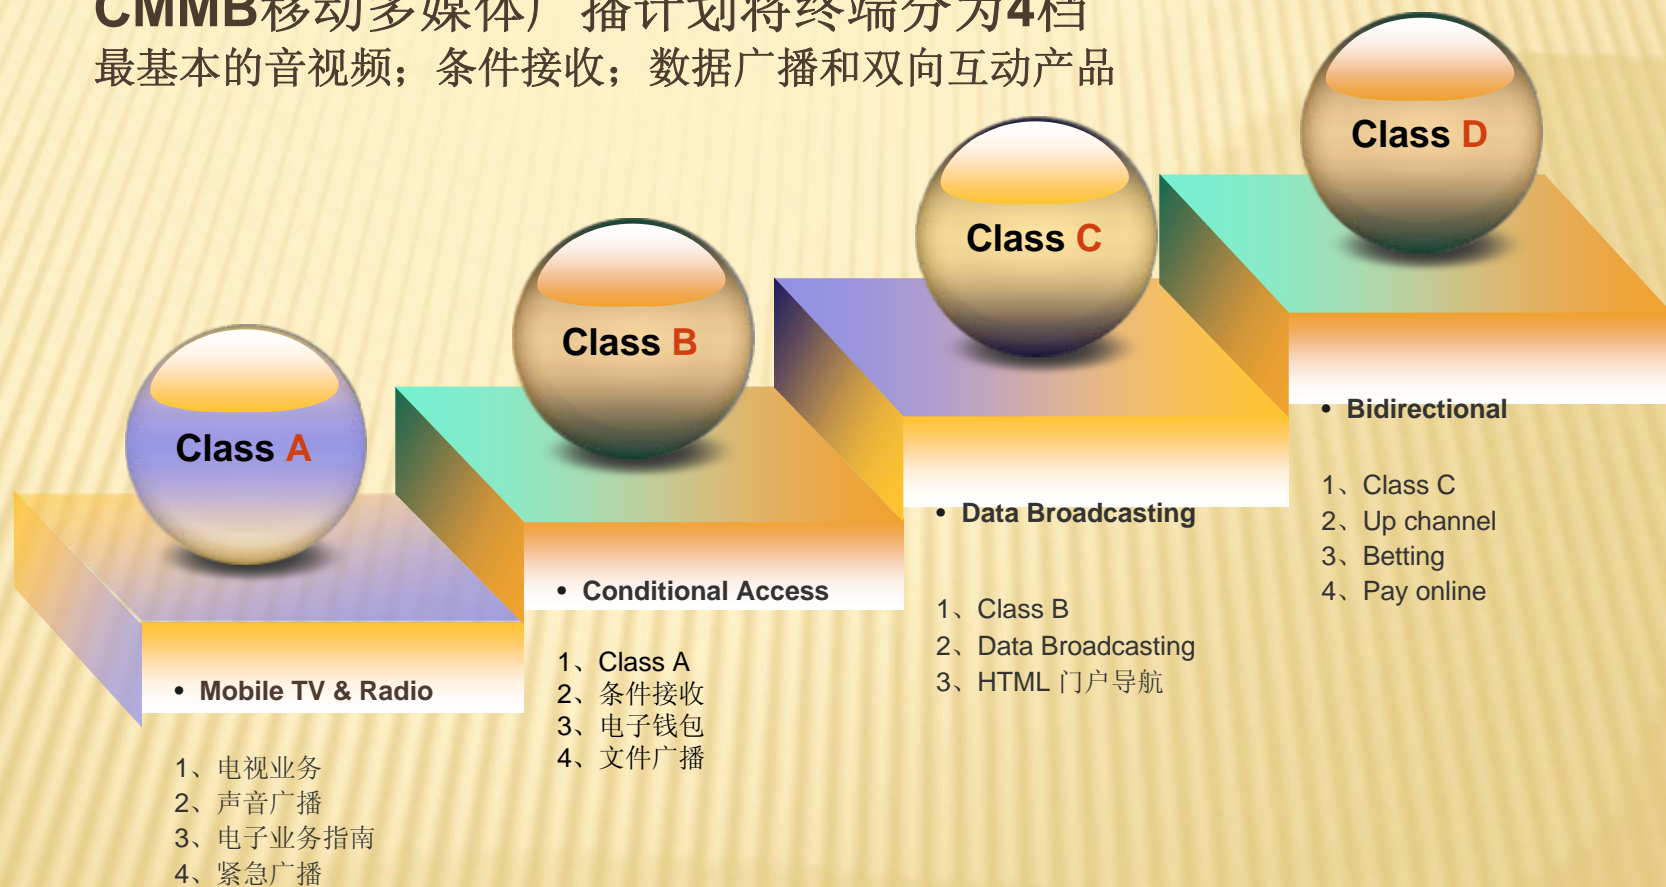 CMMB移动多媒体广播计划将终端分为4档
最基本的音视频；条件接收；数据广播和双向互动产品
Class A
• Mobile TV & Radio
1、电视业务
2、声音广播
3、电子业务指南
4、紧急广播
Class B
• Conditional Access
1、Class A
2、条件接收
3、电子钱包
4、文件广播
Class C
• Data Broadcasting
1、Class B
2、Data Broadcasting
3、HTML 门户导航
Class D
• Bidirectional
1、Class C
2、Up channel
3、Betting
4、Pay online